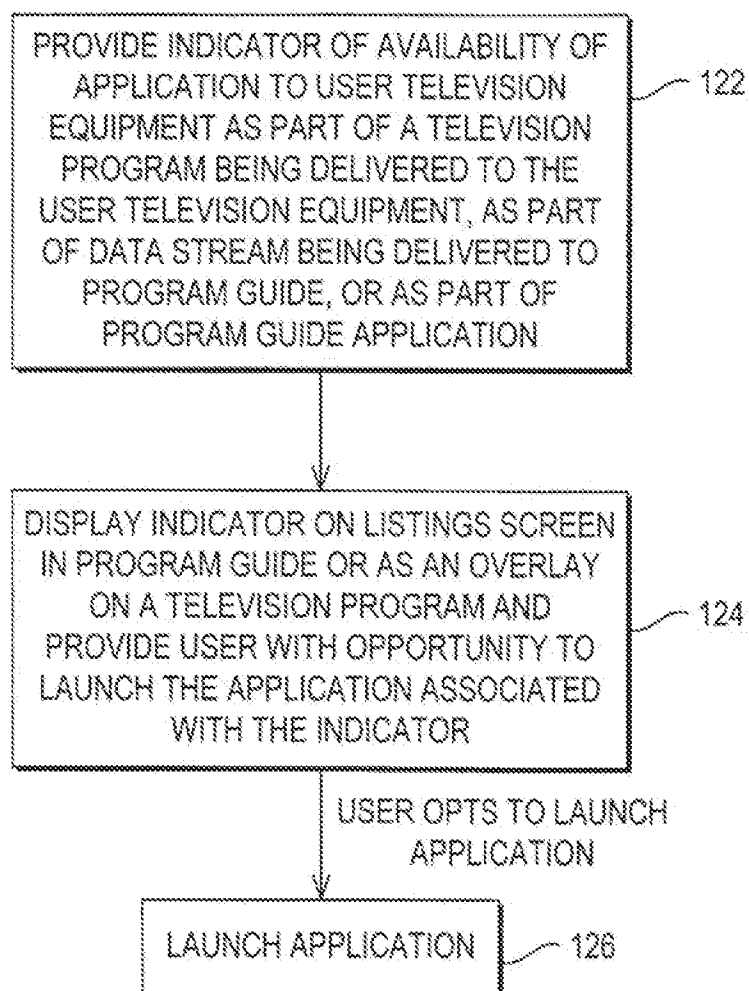 PROVIDE INDICATOR OF AVAILABILITY OF
APPLICATION TO USER TELEVISION
EQUIPMENT AS PART OF A TELEVISION
PROGRAM BEING DELIVERED TO THE
USER TELEVISION EQUIPMENT, AS PART
OF DATA STREAM BEING DELIVERED TO
PROGRAM GUIDE, OR AS PART OF
PROGRAM GUIDE APPLICATION
122
DISPLAY INDICATOR ON LISTINGS SCREEN
IN PROGRAM GUIDE OR AS AN OVERLAY
ON A TELEVISION PROGRAM AND
PROVIDE USER WITH OPPORTUNITY TO
LAUNCH THE APPLICATION ASSOCIATED
WITH THE INDICATOR
124
USER OPTS TO LAUNCH
APPLICATION
LAUNCH APPLICATION
126